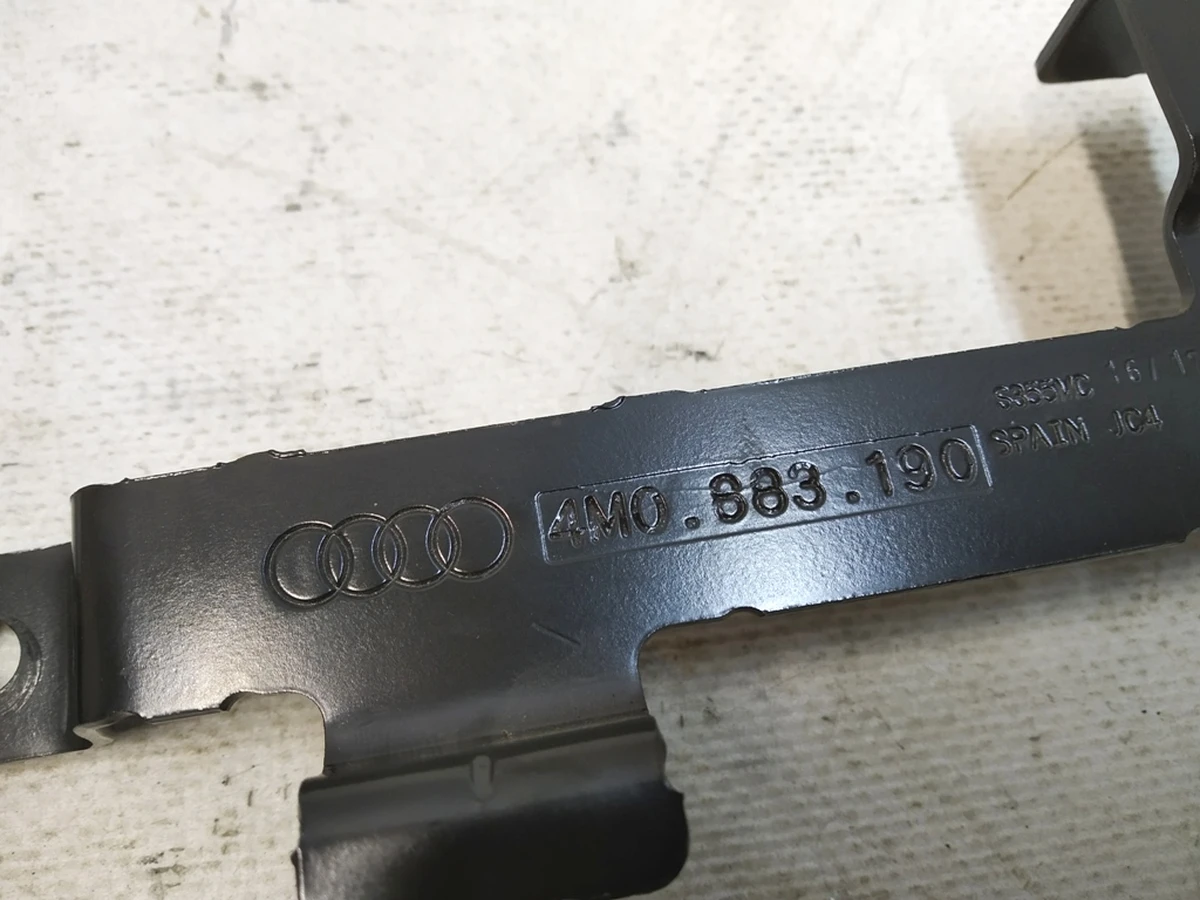 S355MC 16/1
4M0.883.190
SPAIN JC4